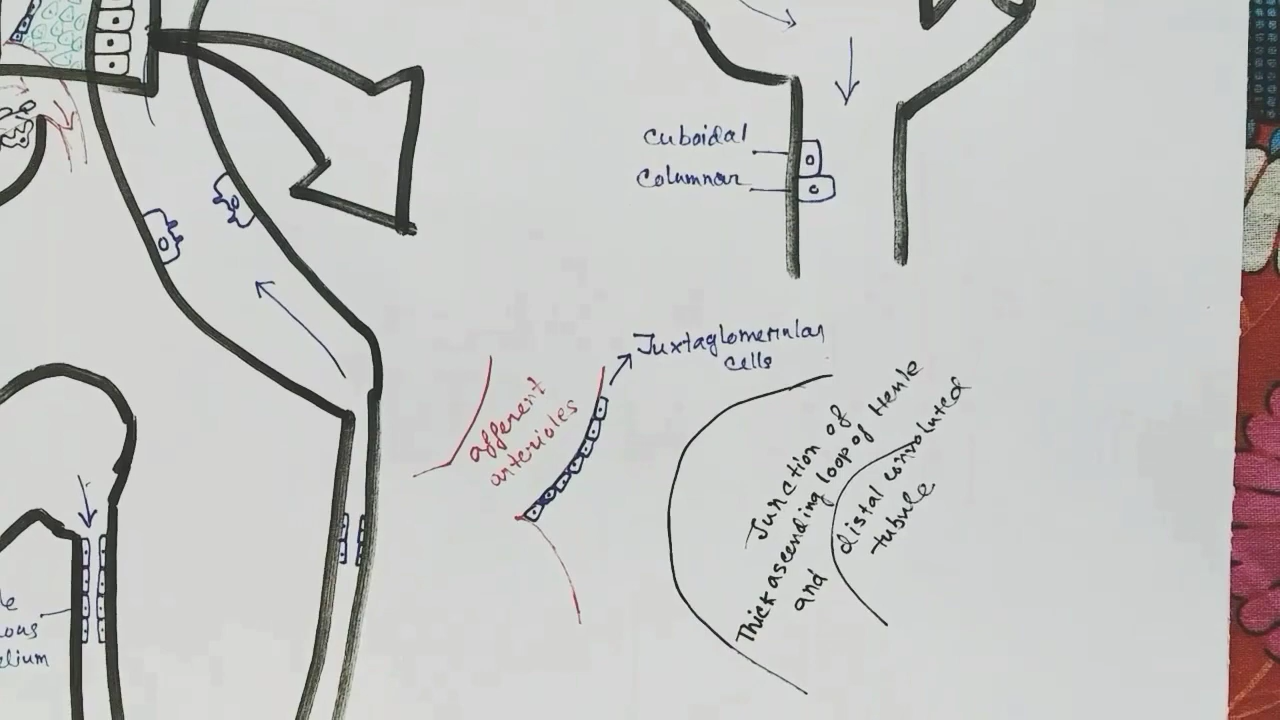 cuboidal
columnar
Juxtaglomerular
cells
afferent
arterioles
Junction of
Thick ascending loop of Henle
and distal convoluted
tubule